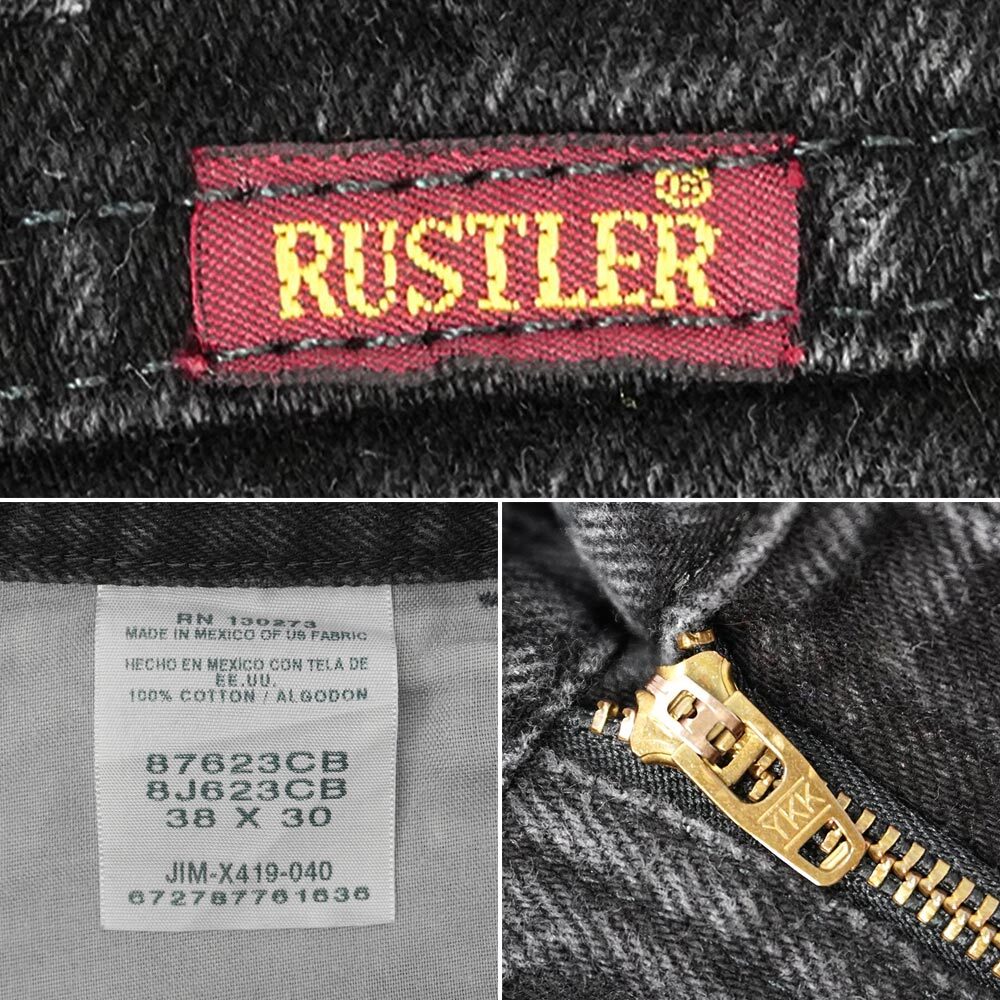 RUSTLER®
RN 130273
MADE IN MEXICO OF US FABRIC
HECHO EN MEXICO CON TELA DE
EE.UU.
100% COTTON / ALGODON
87623CB
8J623CB
38 X 30
JIM-X419-040
672787761636
YKK